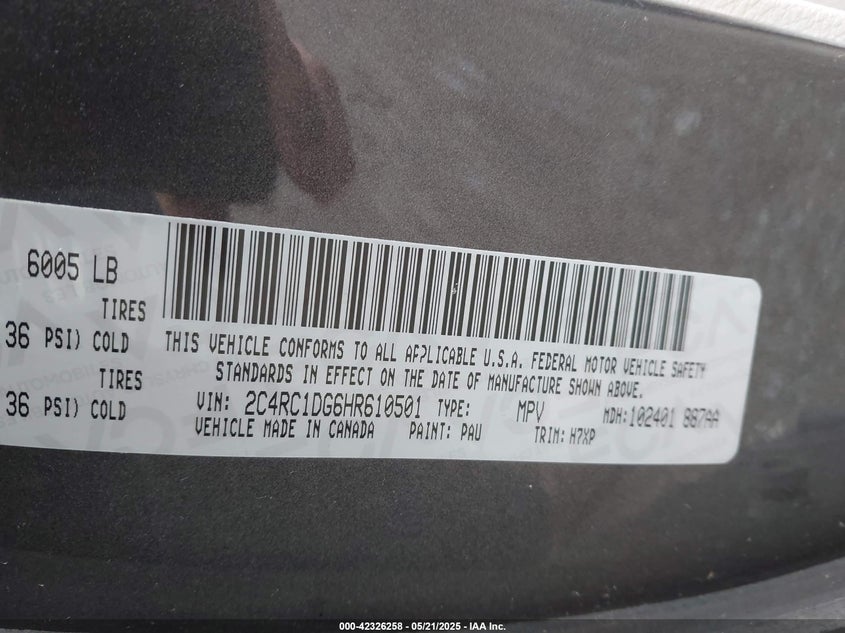 6005 LB
TIRES
36 PSI) COLD
THIS VEHICLE CONFORMS TO ALL APPLICABLE U.S.A. FEDERAL MOTOR VEHICLE SAFETY
STANDARDS IN EFFECT ON THE DATE OF MANUFACTURE SHOWN ABOVE.
TIRES
36 PSI) COLD
VIN: 2C4RC1DG6HR610501 TYPE: MPV MDH:102401 887AA
VEHICLE MADE IN CANADA PAINT: PAU TRIM: H7XP
000-42326258 - 05/21/2025 - IAA Inc.